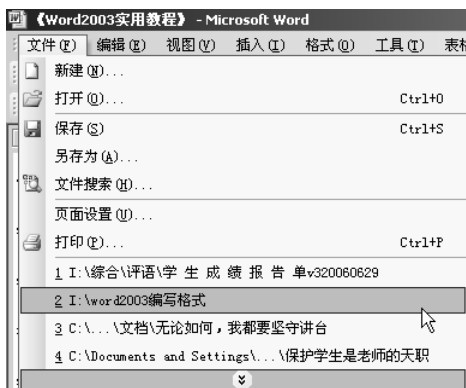 《Word2003实用教程》 - Microsoft Word
文件(F) 编辑(E) 视图(V) 插入(I) 格式(O) 工具(T) 表格
新建(N)...
打开(O)... Ctrl+O
保存(S) Ctrl+S
另存为(A)...
文件搜索(H)...
页面设置(U)...
打印(P)... Ctrl+P
1 I:\综合\评语\学 生 成 绩 报 告 单v320060629
2 I:\word2003编写格式
3 C:\...\文档\无论如何，我都要坚守讲台
4 C:\Documents and Settings\...\保护学生是老师的天职